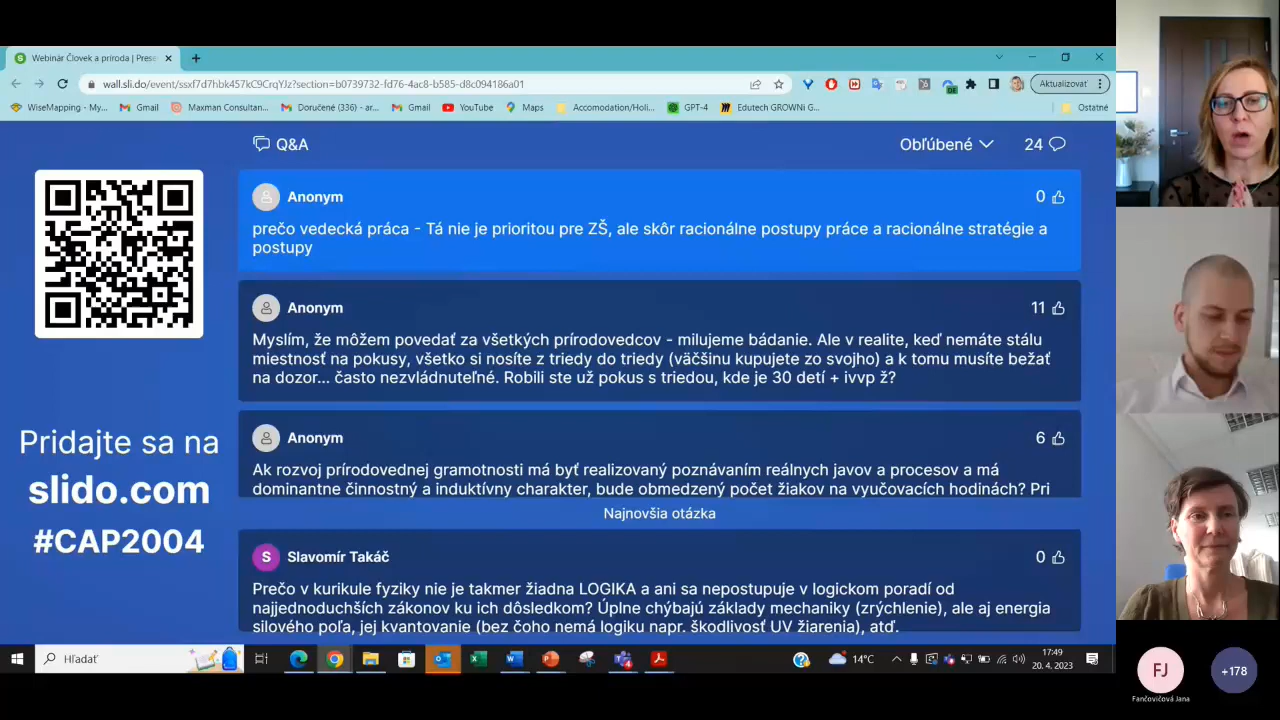 Webinár Človek a príroda | Prese
wall.sli.do/event/ssxf7d7hbk457kC9CrqYJz?section=b0739732-fd76-4ac8-b585-d8c094186a01
Aktualizovať
WiseMapping - My...
Gmail
Maxman Consultan...
Doručené (336) - ar...
Gmail
YouTube
Maps
Accomodation/Holi...
GPT-4
Edutech GROWNi G...
Ostatné
Q&A
Obľúbené
24
Anonym
0
prečo vedecká práca - Tá nie je prioritou pre ZŠ, ale skôr racionálne postupy práce a racionálne stratégie a
postupy
Anonym
11
Myslím, že môžem povedať za všetkých prírodovedcov - milujeme bádanie. Ale v realite, keď nemáte stálu
miestnosť na pokusy, všetko si nosíte z triedy do triedy (väčšinu kupujete zo svojho) a k tomu musíte bežať
na dozor... často nezvládnuteľné. Robili ste už pokus s triedou, kde je 30 detí + ivvp ž?
Anonym
6
Ak rozvoj prírodovednej gramotnosti má byť realizovaný poznávaním reálnych javov a procesov a má
dominantne činnostný a induktívny charakter, bude obmedzený počet žiakov na vyučovacích hodinách? Pri
Najnovšia otázka
S
Slavomír Takáč
0
Prečo v kurikule fyziky nie je takmer žiadna LOGIKA a ani sa nepostupuje v logickom poradí od
najjednoduchších zákonov ku ich dôsledkom? Úplne chýbajú základy mechaniky (zrýchlenie), ale aj energia
silového poľa, jej kvantovanie (bez čoho nemá logiku napr. škodlivosť UV žiarenia), atď.
Pridajte sa na
slido.com
#CAP2004
Hľadať
14°C
17:49
20. 4. 2023
FJ
+178
Fančovičová Jana